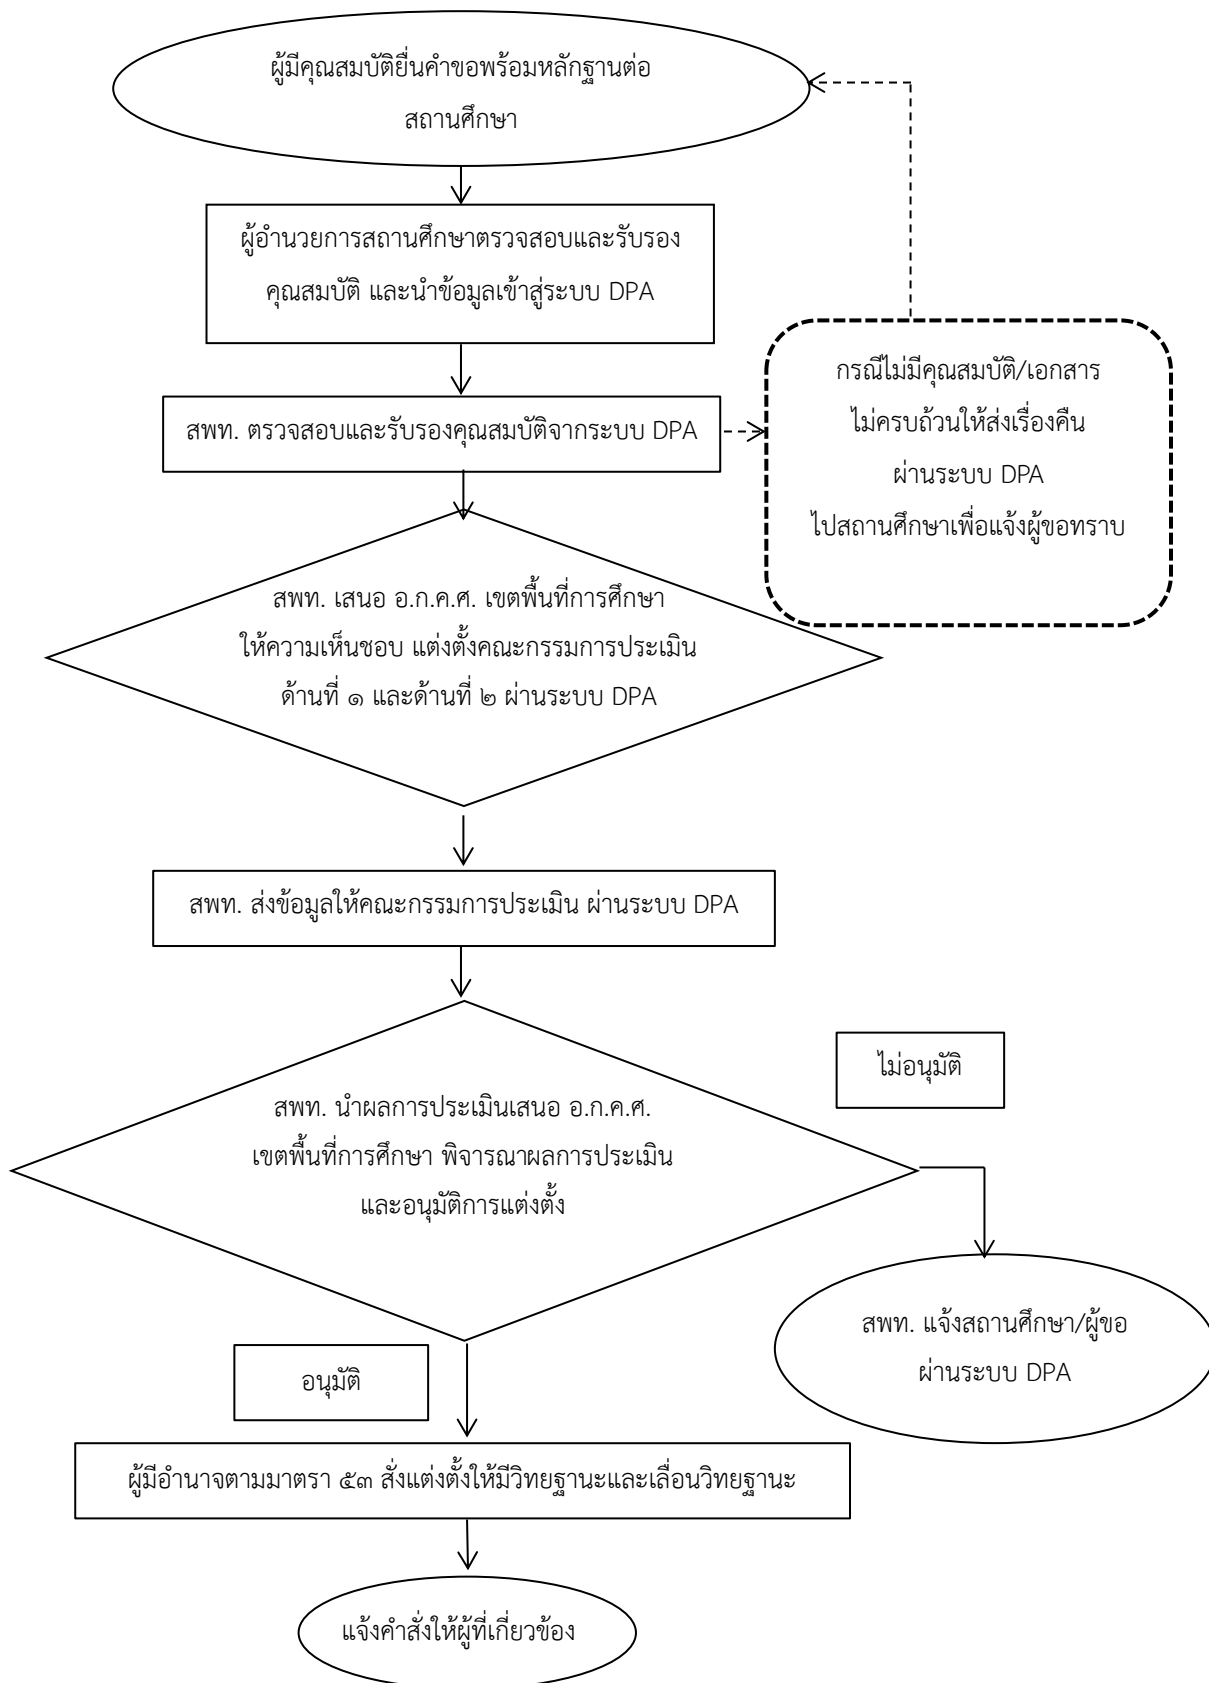 ผู้มีคุณสมบัติยื่นคำขอพร้อมหลักฐานต่อ
สถานศึกษา
ผู้อำนวยการสถานศึกษาตรวจสอบและรับรอง
คุณสมบัติ และนำข้อมูลเข้าสู่ระบบ DPA
กรณีไม่มีคุณสมบัติ/เอกสาร
ไม่ครบถ้วนให้ส่งเรื่องคืน
ผ่านระบบ DPA
ไปสถานศึกษาเพื่อแจ้งผู้ขอทราบ
สพท. ตรวจสอบและรับรองคุณสมบัติจากระบบ DPA
สพท. เสนอ อ.ก.ค.ศ. เขตพื้นที่การศึกษา
ให้ความเห็นชอบ แต่งตั้งคณะกรรมการประเมิน
ด้านที่ ๑ และด้านที่ ๒ ผ่านระบบ DPA
สพท. ส่งข้อมูลให้คณะกรรมการประเมิน ผ่านระบบ DPA
ไม่อนุมัติ
สพท. นำผลการประเมินเสนอ อ.ก.ค.ศ.
เขตพื้นที่การศึกษา พิจารณาผลการประเมิน
และอนุมัติการแต่งตั้ง
สพท. แจ้งสถานศึกษา/ผู้ขอ
ผ่านระบบ DPA
อนุมัติ
ผู้มีอำนาจตามมาตรา ๕๓ สั่งแต่งตั้งให้มีวิทยฐานะและเลื่อนวิทยฐานะ
แจ้งคำสั่งให้ผู้ที่เกี่ยวข้อง